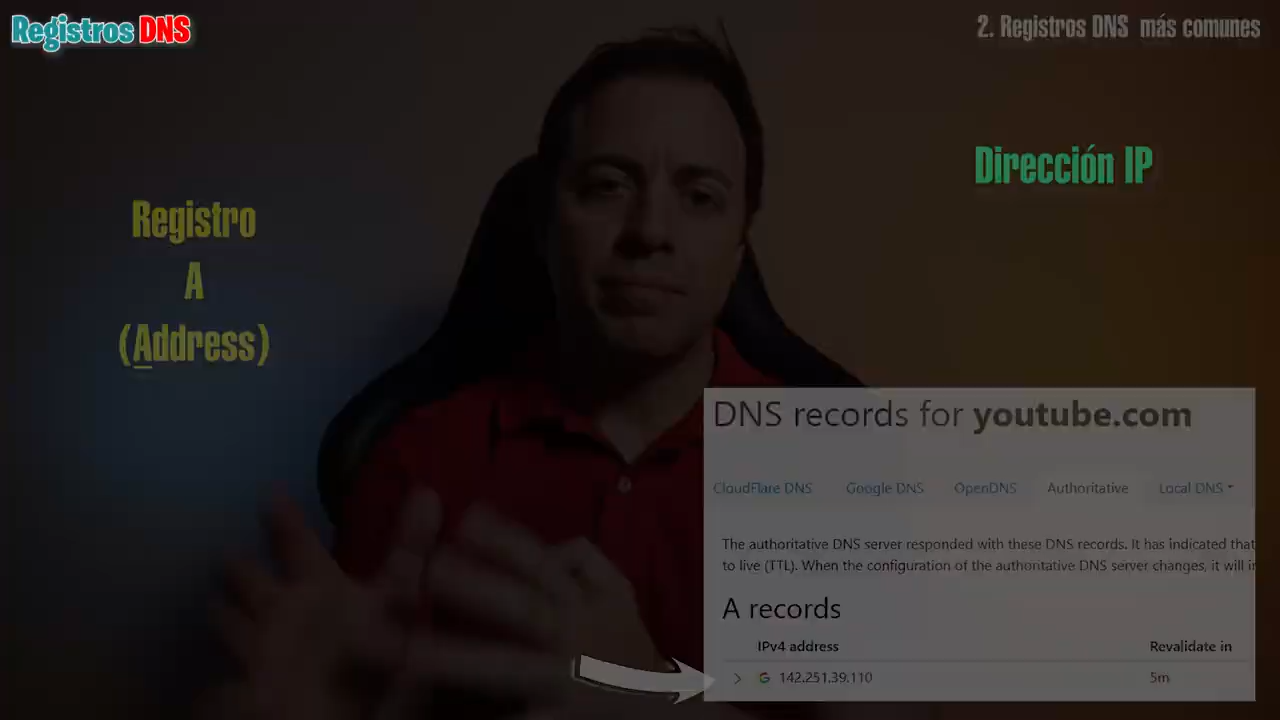 Registros DNS
2. Registros DNS más comunes
Dirección IP
Registro
A
(Address)
DNS records for youtube.com
CloudFlare DNS Google DNS OpenDNS Authoritative Local DNS
The authoritative DNS server responded with these DNS records. It has indicated that
to live (TTL). When the configuration of the authoritative DNS server changes, it will
A records
IPv4 address Revalidate in
142.251.39.110 5m